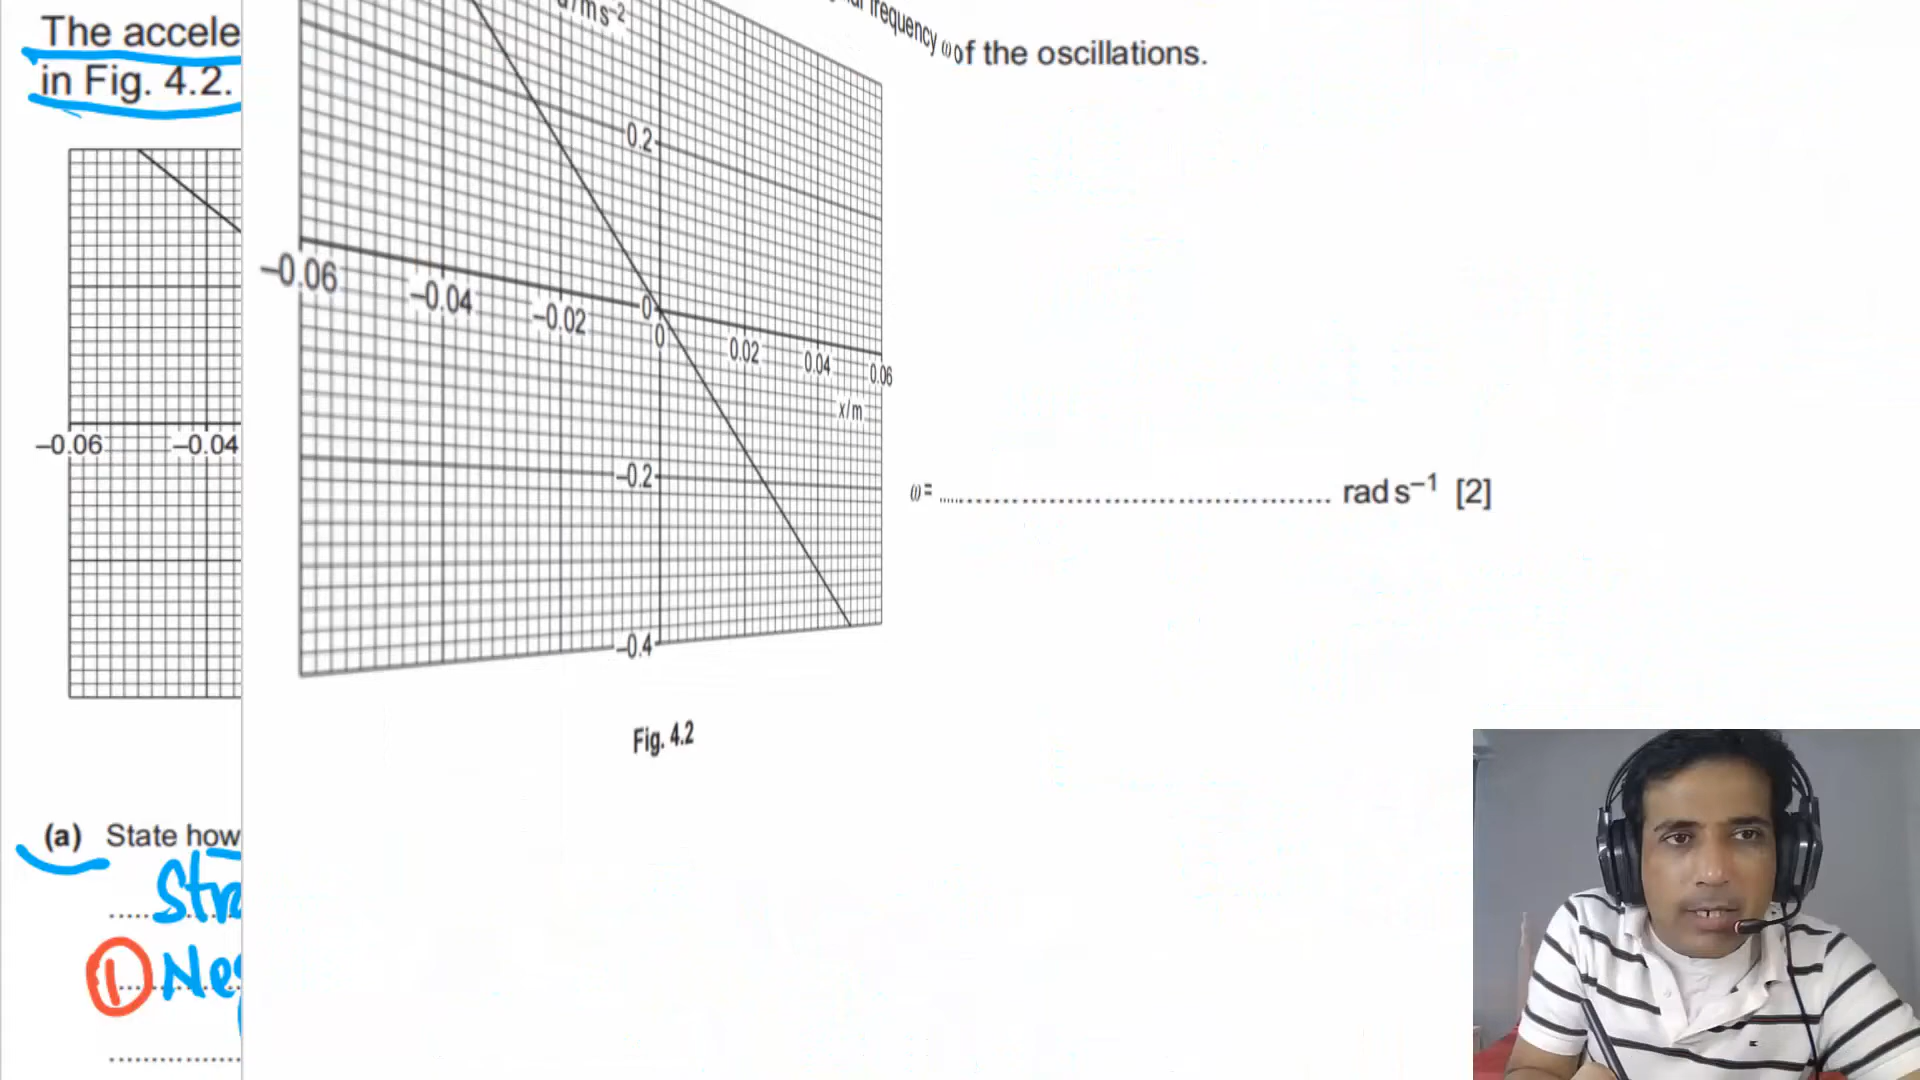 The accele
in Fig. 4.2.
–0.06
–0.04
(a) State how
Str
① Neg
m s⁻²
0.2
–0.06
–0.04
–0.02
0
0
0.02
0.04
0.06
x/m
–0.2
–0.4
Fig. 4.2
frequency ω of the oscillations.
ω = ................................................ rad s⁻¹ [2]